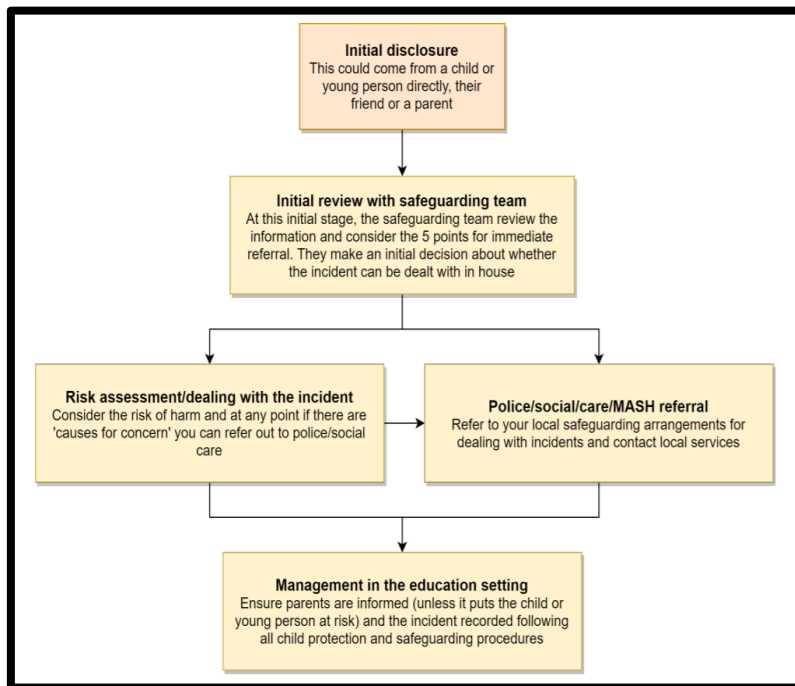 Initial disclosure
This could come from a child or
young person directly, their
friend or a parent
Initial review with safeguarding team
At this initial stage, the safeguarding team review the
information and consider the 5 points for immediate
referral. They make an initial decision about whether
the incident can be dealt with in house
Risk assessment/dealing with the incident
Consider the risk of harm and at any point if there are
'causes for concern' you can refer out to police/social
care
Police/social/care/MASH referral
Refer to your local safeguarding arrangements for
dealing with incidents and contact local services
Management in the education setting
Ensure parents are informed (unless it puts the child or
young person at risk) and the incident recorded following
all child protection and safeguarding procedures